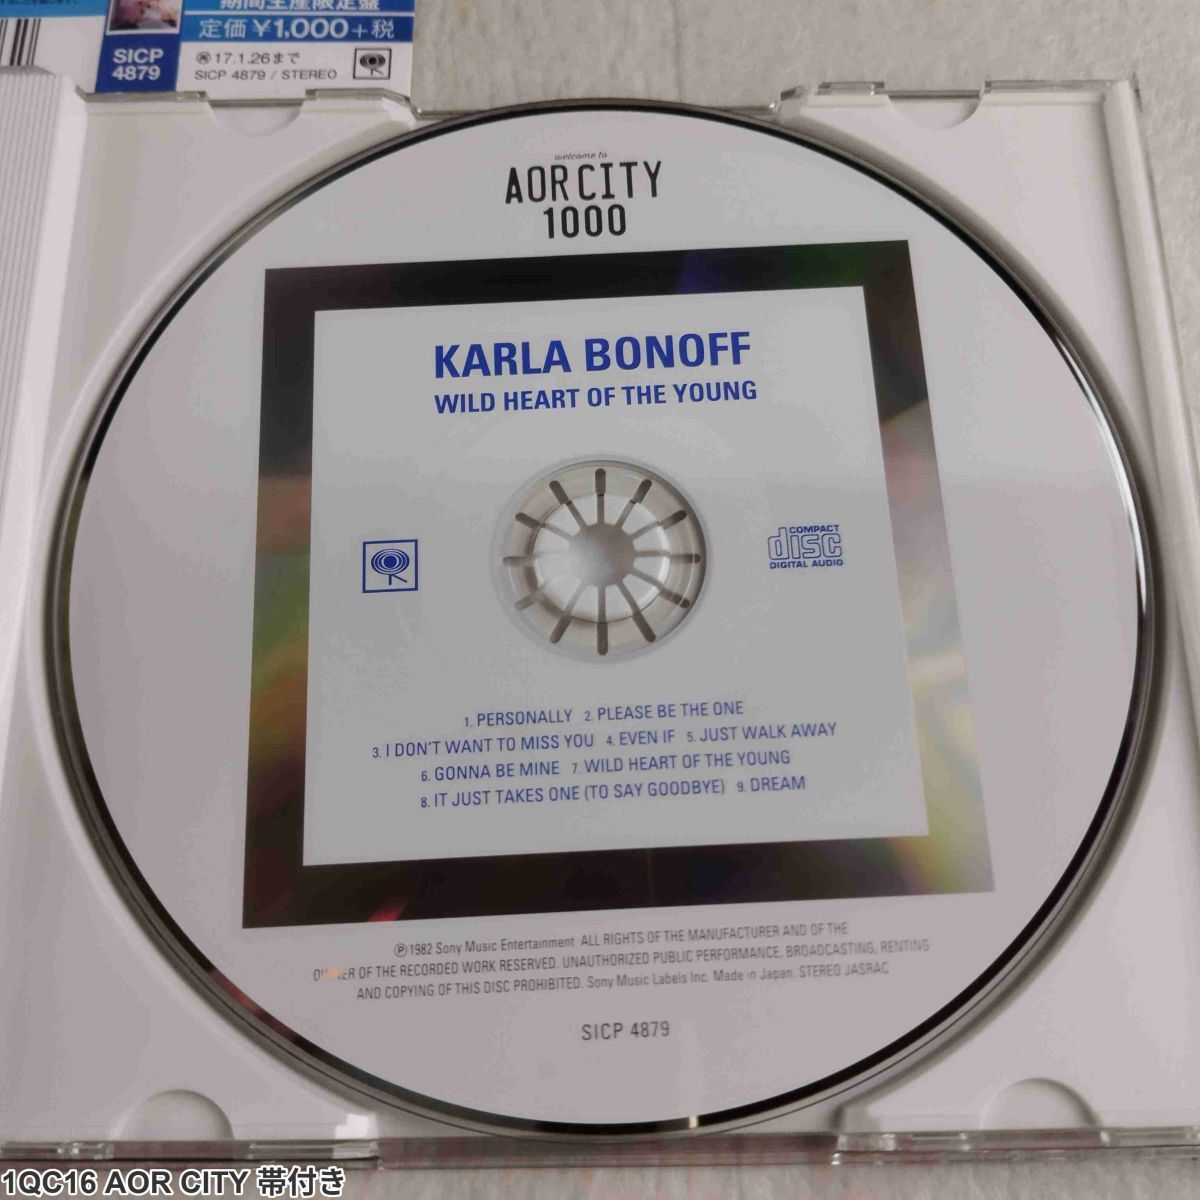 期間生産限定盤
定価¥1,000+税
SICP
4879
17.1.26まで
SICP 4879 / STEREO
welcome to
AOR CITY
1000
KARLA BONOFF
WILD HEART OF THE YOUNG
COMPACT
disc
DIGITAL AUDIO
1. PERSONALLY 2. PLEASE BE THE ONE
3. I DON'T WANT TO MISS YOU 4. EVEN IF 5. JUST WALK AWAY
6. GONNA BE MINE 7. WILD HEART OF THE YOUNG
8. IT JUST TAKES ONE (TO SAY GOODBYE) 9. DREAM
℗ 1982 Sony Music Entertainment ALL RIGHTS OF THE MANUFACTURER AND OF THE
OWNER OF THE RECORDED WORK RESERVED. UNAUTHORIZED PUBLIC PERFORMANCE, BROADCASTING, RENTING
AND COPYING OF THIS DISC PROHIBITED. Sony Music Labels Inc. Made in Japan. STEREO JASRAC
SICP 4879
1QC16 AOR CITY 帯付き